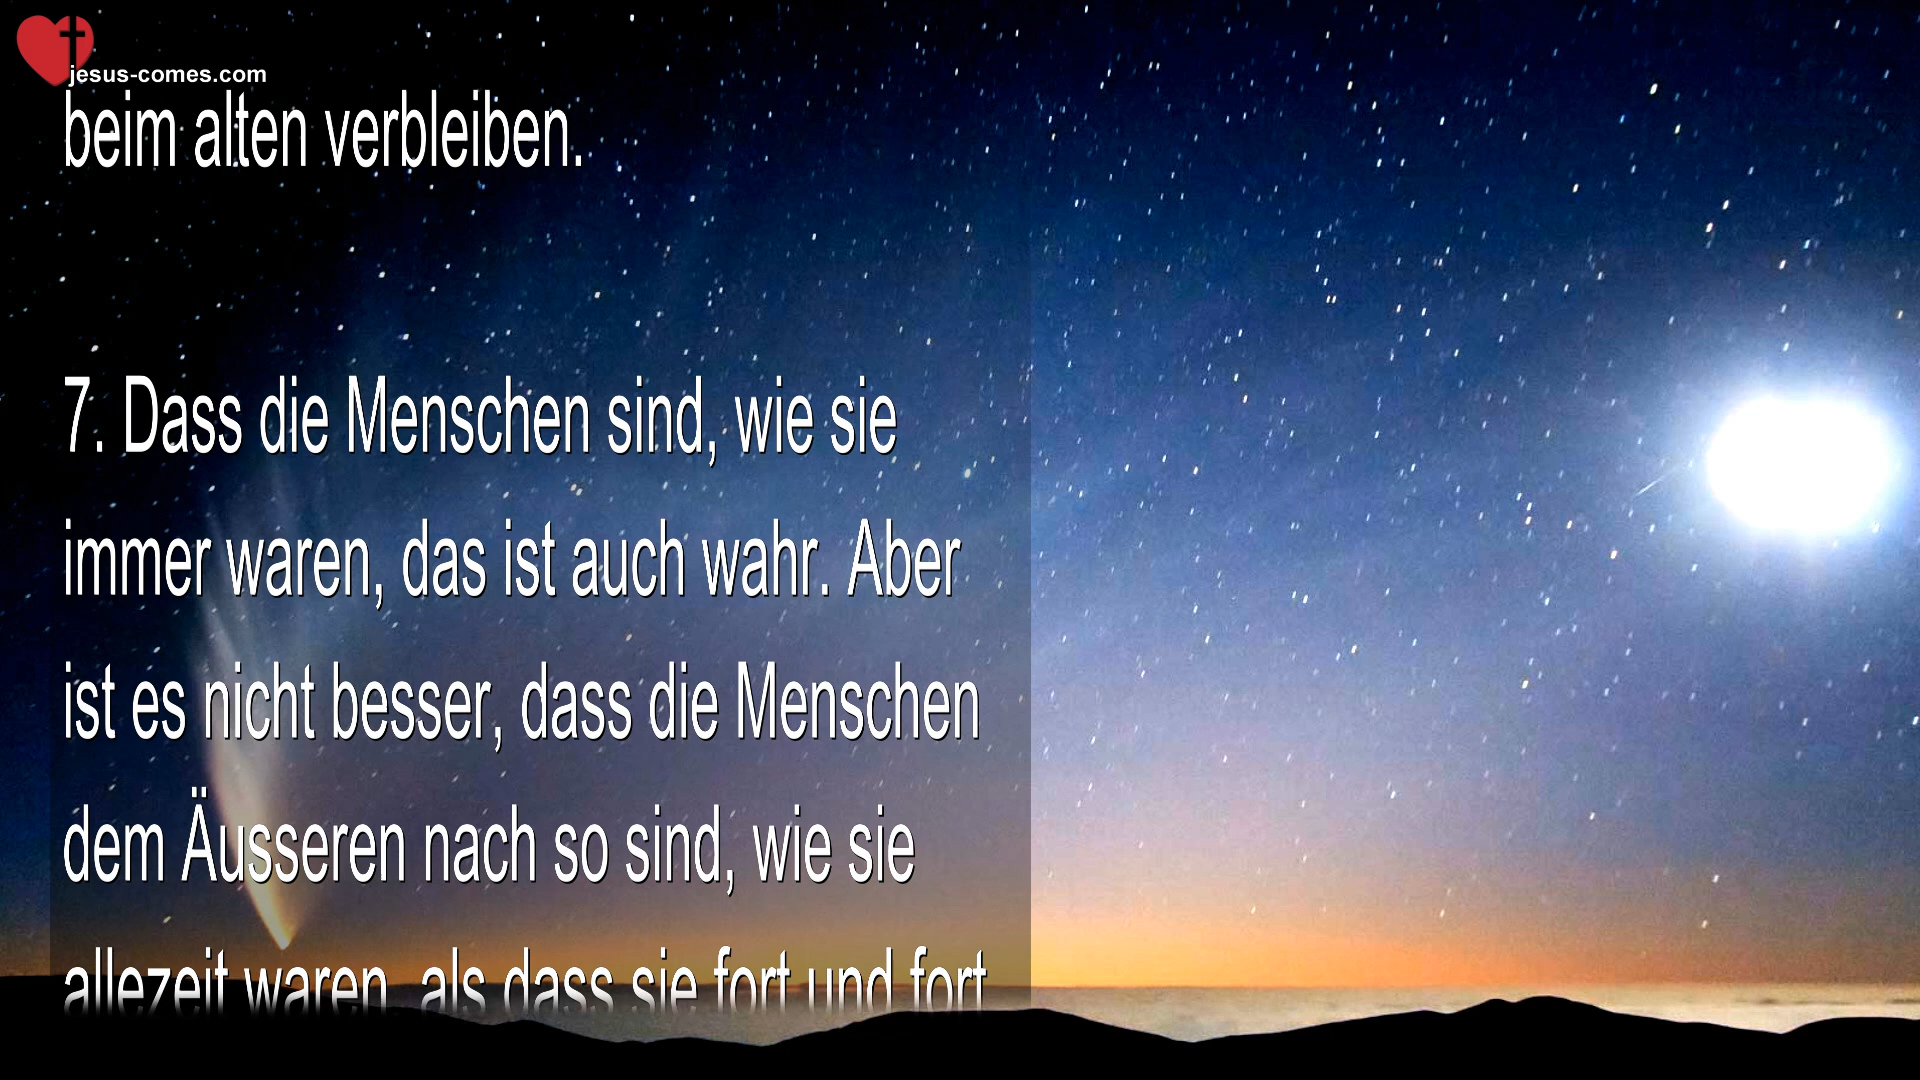 jesus-comes.com
beim alten verbleiben.
7. Dass die Menschen sind, wie sie
immer waren, das ist auch wahr. Aber
ist es nicht besser, dass die Menschen
dem Äusseren nach so sind, wie sie
allezeit waren, als dass sie fort und fort